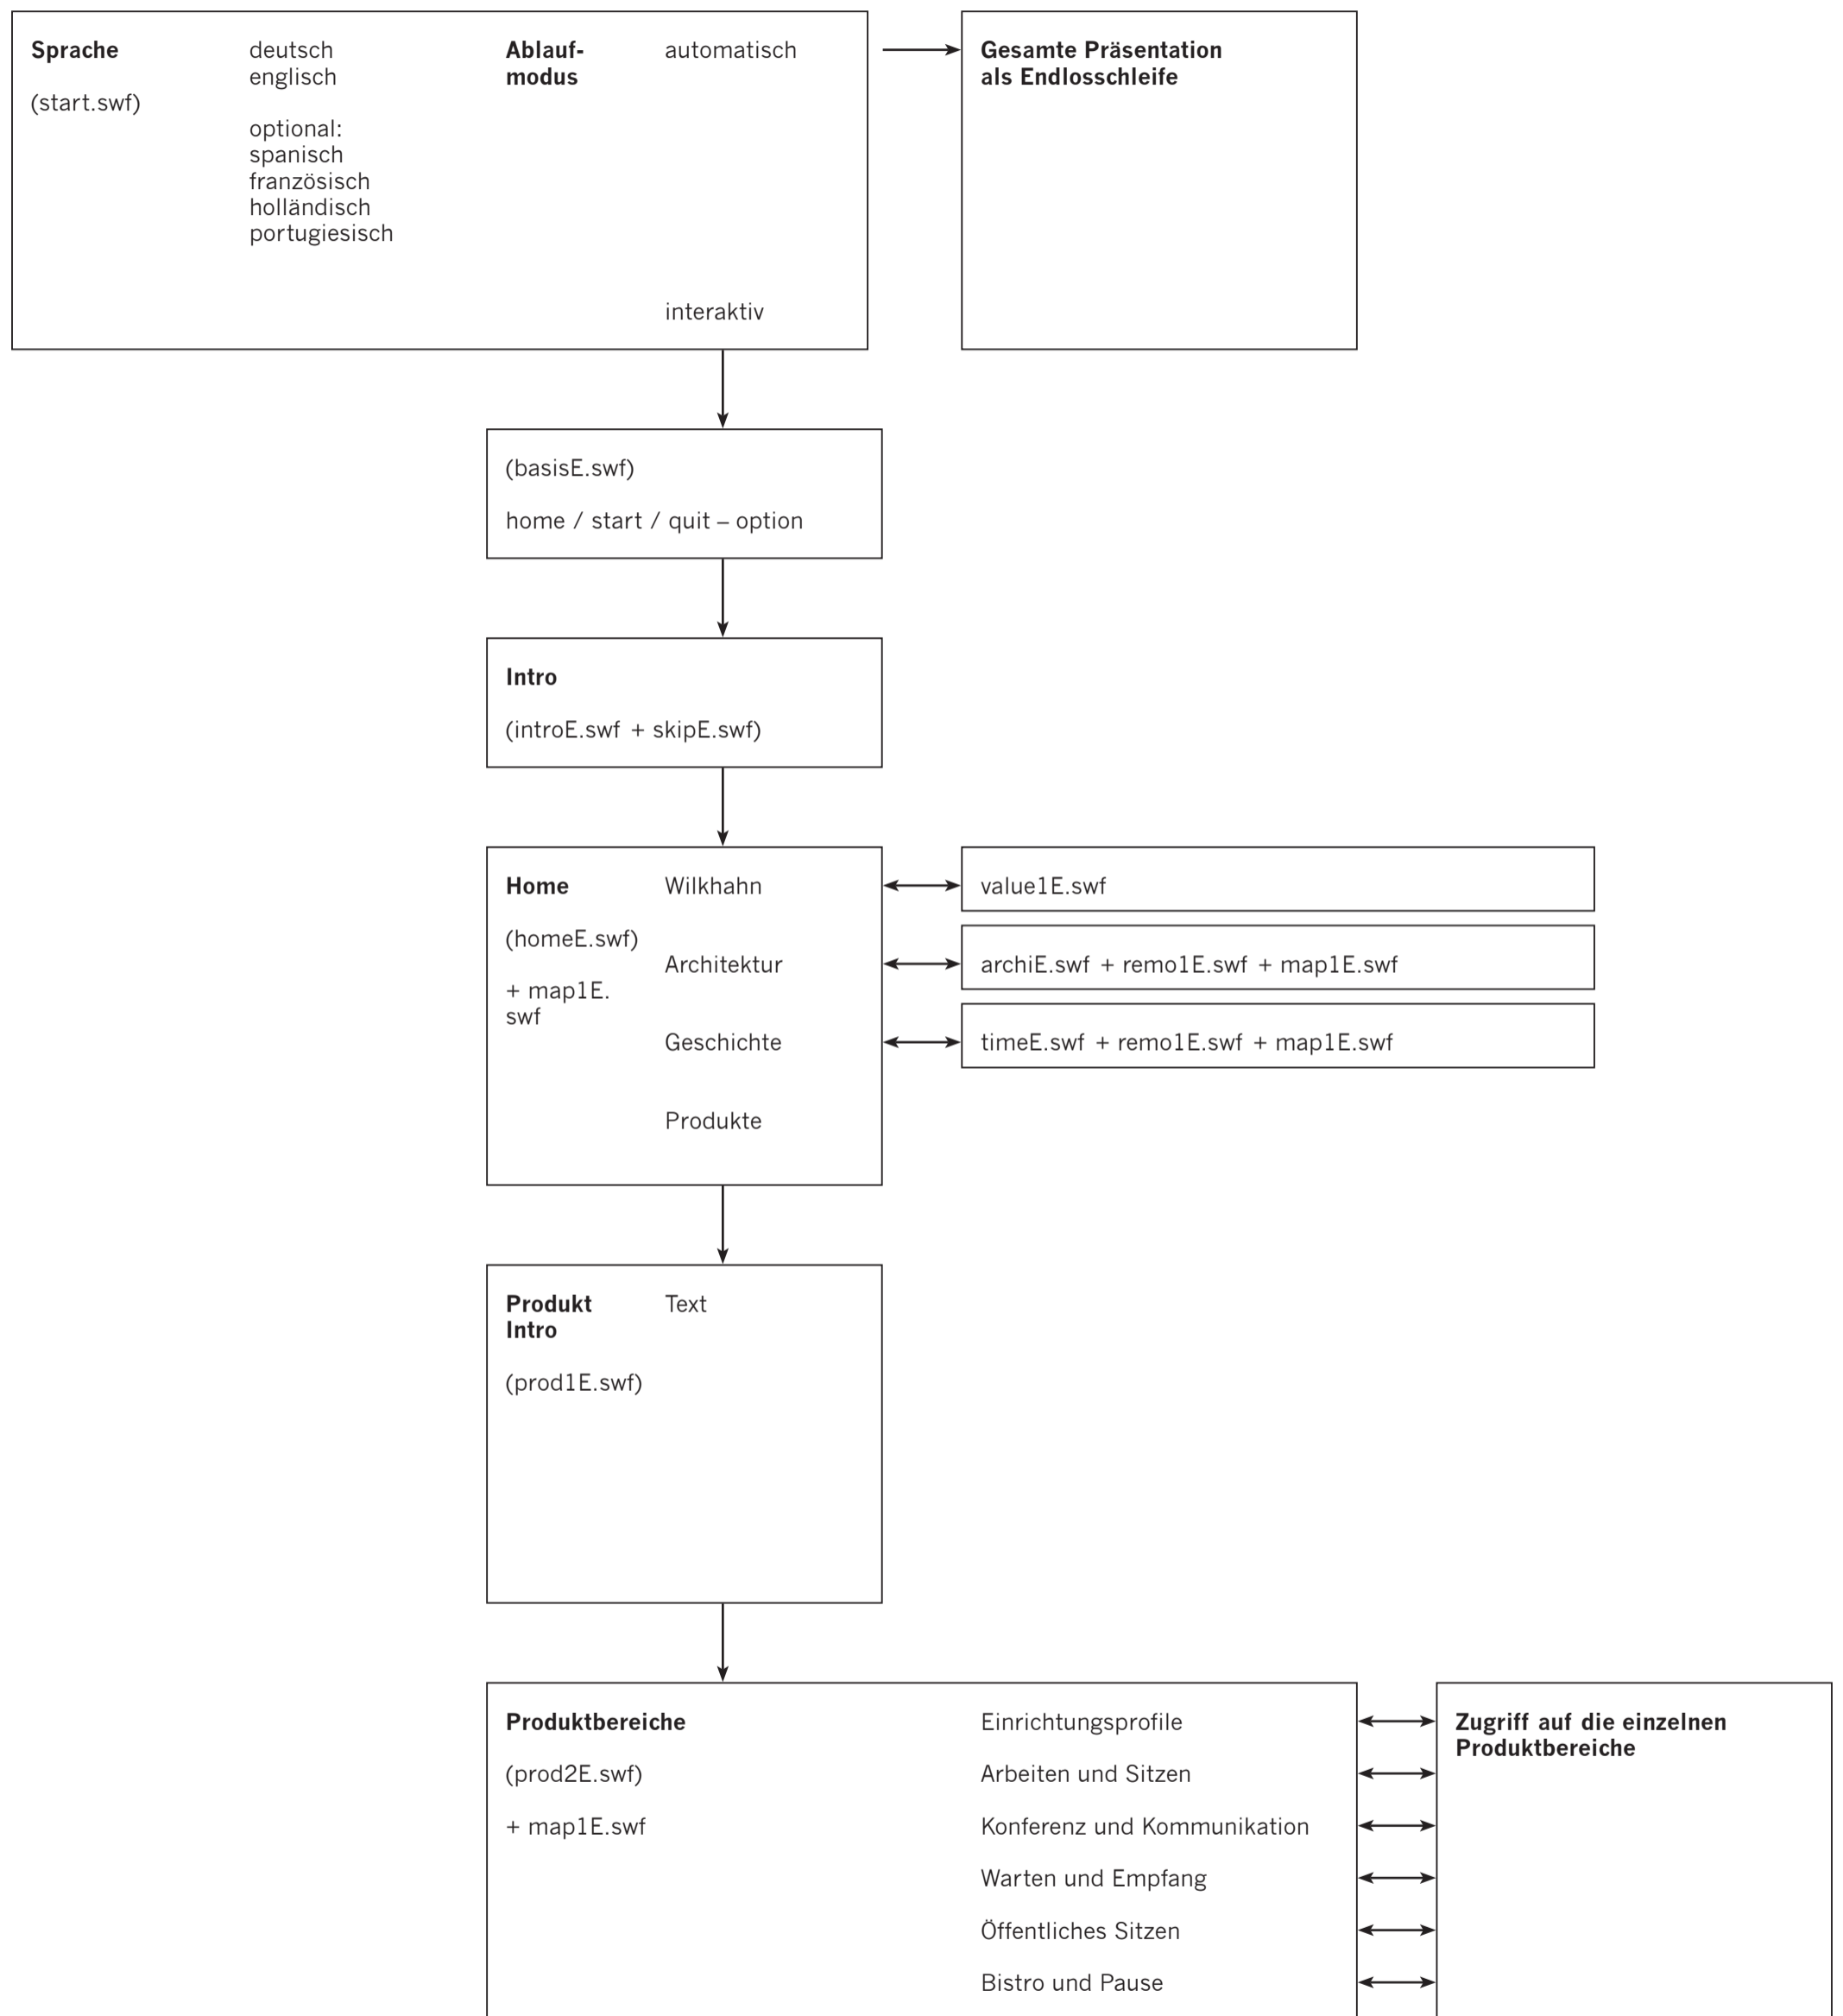 Sprache
(start.swf)
deutsch
englisch
optional:
spanisch
französisch
holländisch
portugiesisch
Ablauf-
modus
automatisch
interaktiv
Gesamte Präsentation
als Endlosschleife
(basisE.swf)
home / start / quit – option
Intro
(introE.swf + skipE.swf)
Home
(homeE.swf)
+ map1E.
swf
Wilkhahn
Architektur
Geschichte
Produkte
value1E.swf
archiE.swf + remo1E.swf + map1E.swf
timeE.swf + remo1E.swf + map1E.swf
Produkt
Intro
(prod1E.swf)
Text
Produktbereiche
(prod2E.swf)
+ map1E.swf
Einrichtungsprofile
Arbeiten und Sitzen
Konferenz und Kommunikation
Warten und Empfang
Öffentliches Sitzen
Bistro und Pause
Zugriff auf die einzelnen
Produktbereiche